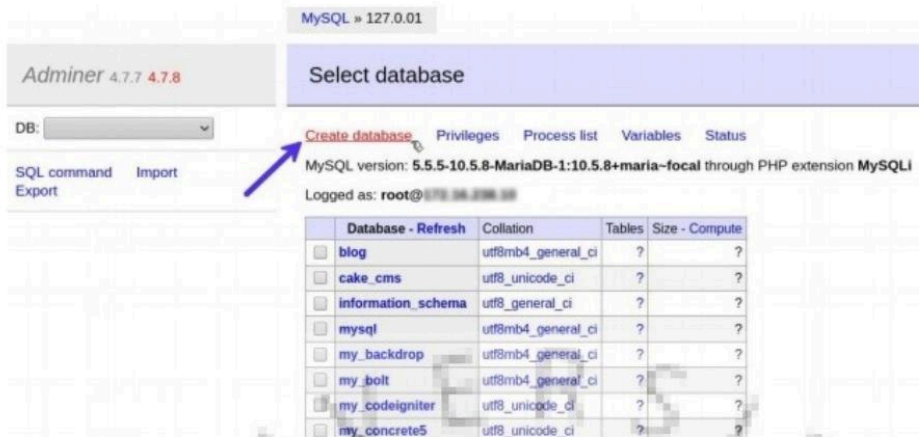 MySQL » 127.0.01
Adminer 4.7.7 4.7.8
Select database
DB:
Create database Privileges Process list Variables Status
SQL command Import
Export
MySQL version: 5.5.5-10.5.8-MariaDB-1:10.5.8+maria~focal through PHP extension MySQLi
Logged as: root@
Database - Refresh Collation Tables Size - Compute
blog utf8mb4_general_ci ? ?
cake_cms utf8_unicode_ci ? ?
information_schema utf8_general_ci ? ?
mysql utf8mb4_general_ci ? ?
my_backdrop utf8mb4_general_ci ? ?
my_bolt utf8mb4_general_ci ? ?
my_codeigniter utf8_unicode_ci ? ?
my_concrete5 utf8_unicode_ci ? ?